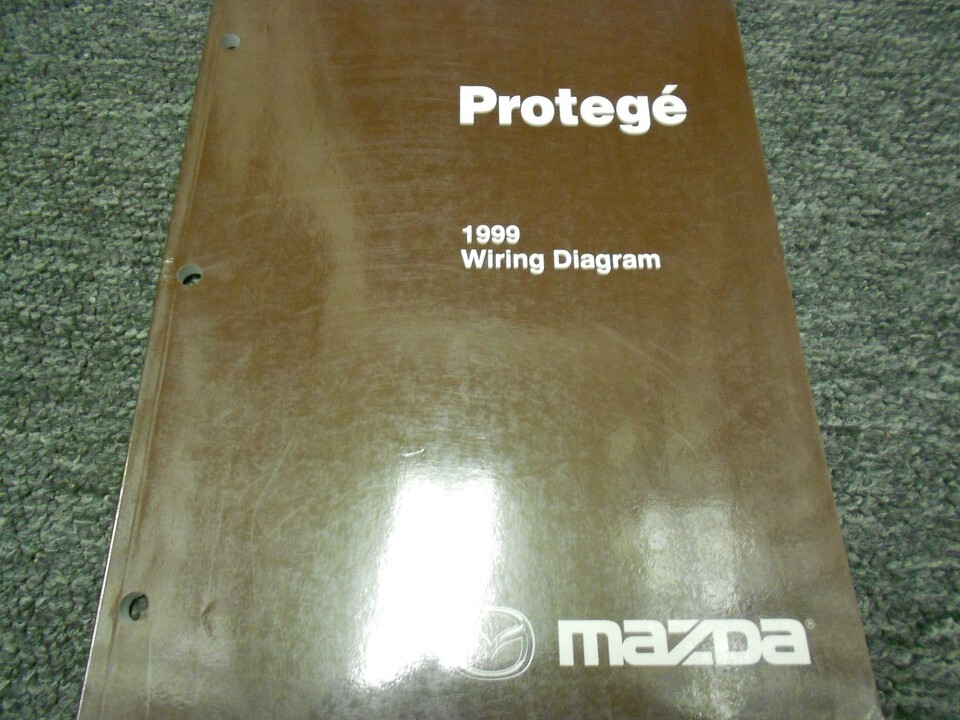 Protegé
1999
Wiring Diagram
mazda®